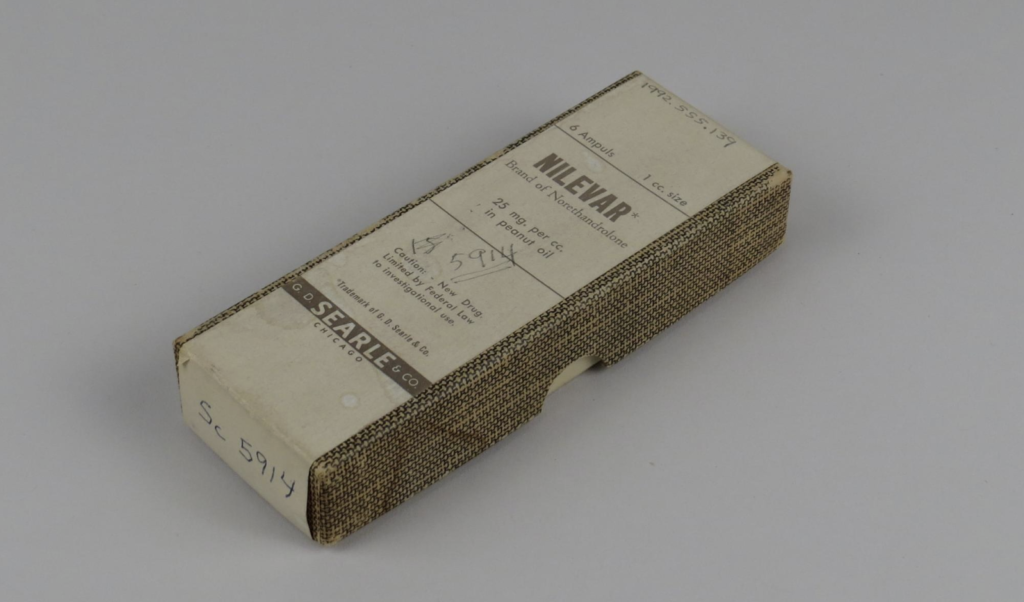 1992.555.139
6 Ampuls 1 cc. size
NILEVAR*
Brand of Norethandrolone
25 mg. per cc.
in peanut oil
5914
Caution: - New Drug.
Limited by Federal Law
to investigational use.
*Trademark of G. D. Searle & Co.
G. D. SEARLE & CO.
CHICAGO
Sc 5914